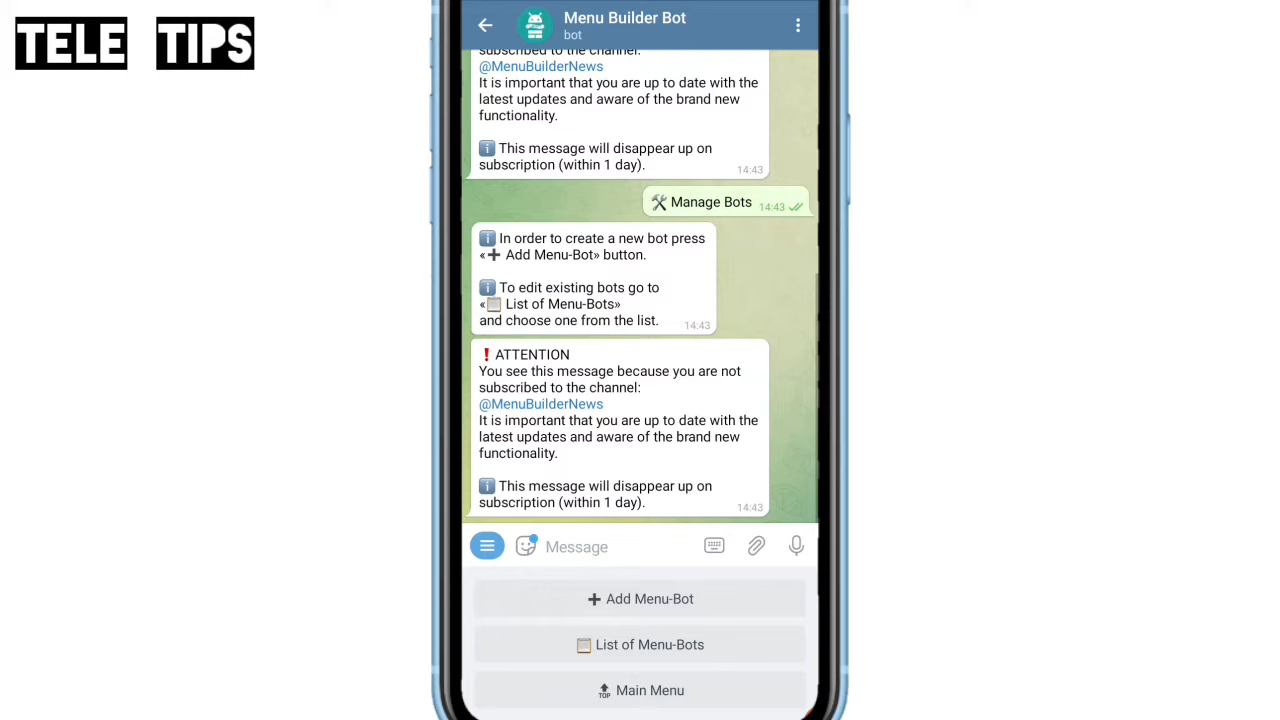 TELE TIPS
Menu Builder Bot
bot
subscribed to the channel:
@MenuBuilderNews
It is important that you are up to date with the
latest updates and aware of the brand new
functionality.
ℹ️ This message will disappear up on
subscription (within 1 day).
14:43
🛠 Manage Bots 14:43
ℹ️ In order to create a new bot press
«➕ Add Menu-Bot» button.
ℹ️ To edit existing bots go to
«📋 List of Menu-Bots»
and choose one from the list.
14:43
❗ ATTENTION
You see this message because you are not
subscribed to the channel:
@MenuBuilderNews
It is important that you are up to date with the
latest updates and aware of the brand new
functionality.
ℹ️ This message will disappear up on
subscription (within 1 day).
14:43
Message
➕ Add Menu-Bot
📋 List of Menu-Bots
🔝 Main Menu